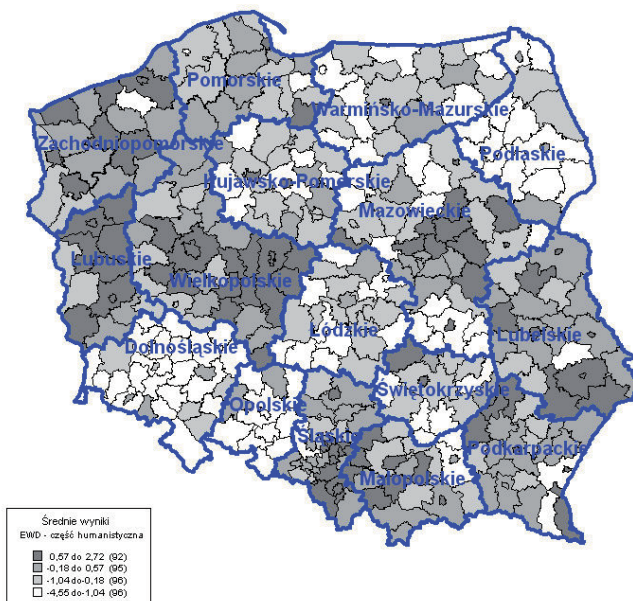 Pomorskie
Warmińsko-Mazurskie
Zachodniopomorskie
Podlaskie
Kujawsko-Pomorskie
Mazowieckie
Lubuskie
Wielkopolskie
Łódzkie
Lubelskie
Dolnośląskie
Opolskie
Świętokrzyskie
Śląskie
Podkarpackie
Małopolskie
Średnie wyniki
EWD - część humanistyczna
0,57 do 2,72 (92)
-0,18 do 0,57 (95)
-1,04 do -0,18 (96)
-4,55 do -1,04 (96)